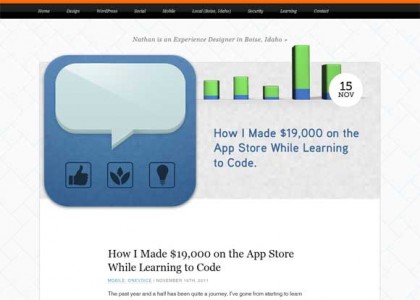 Home Design WordPress Social Mobile Local (Boise, Idaho) Security Learning Contact
Nathan is an Experience Designer in Boise, Idaho »
15
NOV
How I Made $19,000 on the
App Store While Learning
to Code.
How I Made $19,000 on the App Store
While Learning to Code
MOBILE, / NOVEMBER 15TH, 2011
The past year and a half has been quite a journey. I've gone from starting to learn